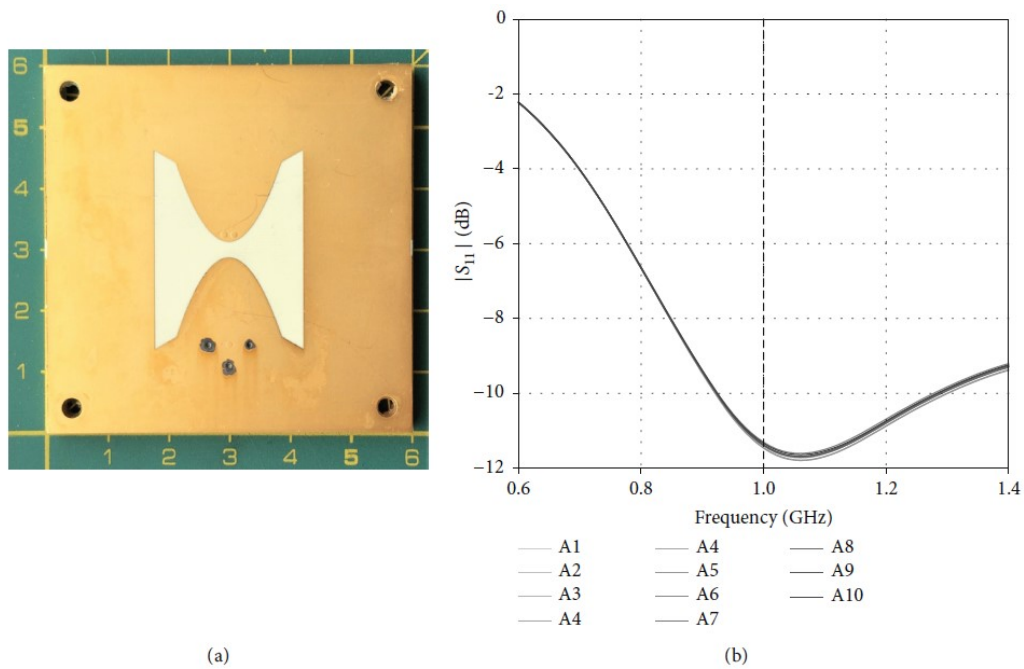 6
5
4
3
2
1
1 2 3 4 5 6
(a)
0
−2
−4
−6
−8
−10
−12
|S11| (dB)
0.6 0.8 1.0 1.2 1.4
Frequency (GHz)
A1 A4 A8
A2 A5 A9
A3 A6 A10
A4 A7
(b)